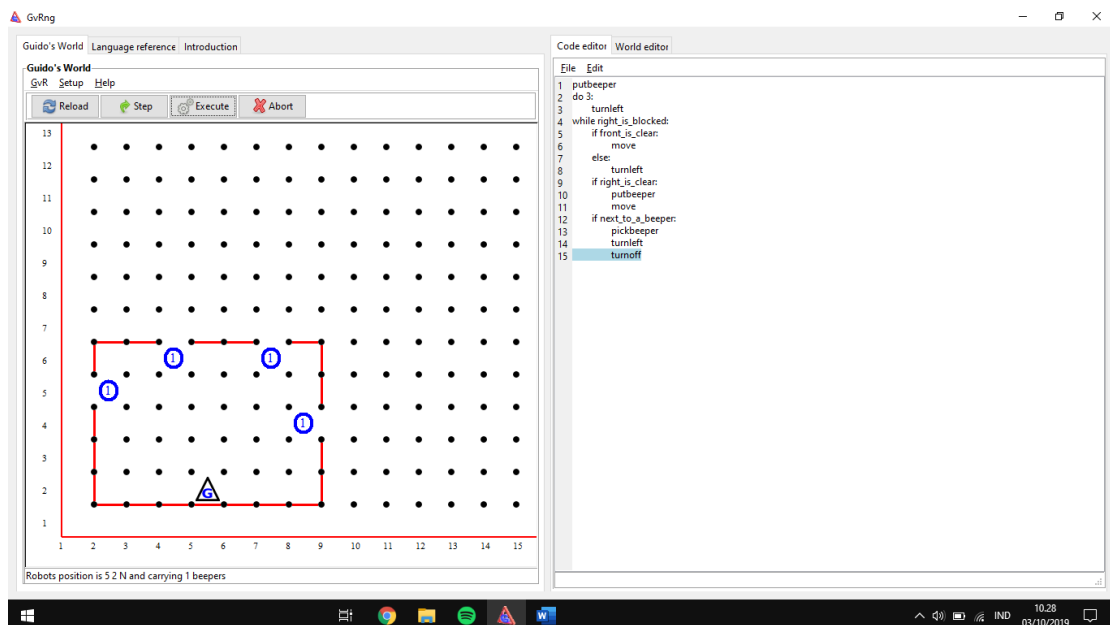 GvRng
Guido's World Language reference Introduction
Guido's World
GvR Setup Help
Reload Step Execute Abort
13
12
11
10
9
8
7
6
5
4
3
2
1
1 1
1
1
G
1 2 3 4 5 6 7 8 9 10 11 12 13 14 15
Robots position is 5 2 N and carrying 1 beepers
Code editor World editor
File Edit
1 putbeeper
2 do 3:
3 turnleft
4 while right_is_blocked:
5 if front_is_clear:
6 move
7 else:
8 turnleft
9 if right_is_clear:
10 putbeeper
11 move
12 if next_to_a_beeper:
13 pickbeeper
14 turnleft
15 turnoff
W
IND
10.28
03/10/2019